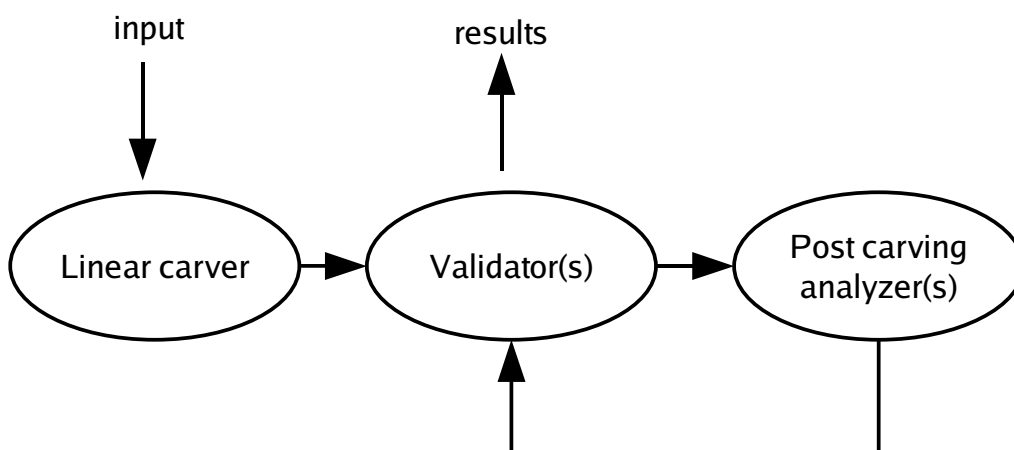 input
results
Linear carver
Validator(s)
Post carving
analyzer(s)